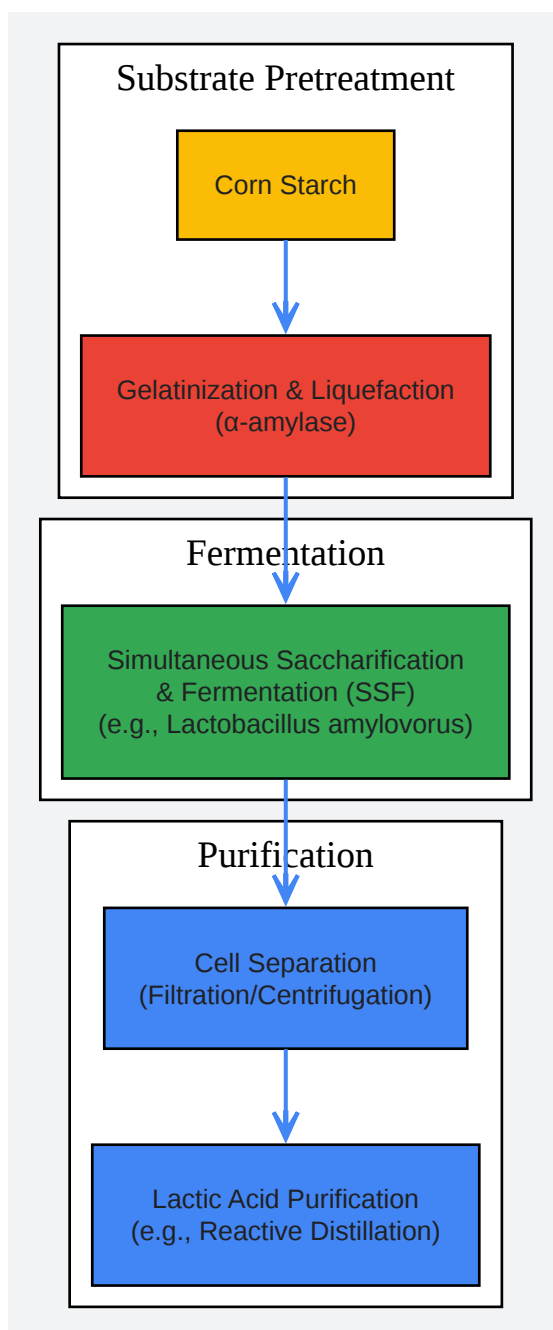 Substrate Pretreatment
Corn Starch
Gelatinization & Liquefaction
(α-amylase)
Fermentation
Simultaneous Saccharification
& Fermentation (SSF)
(e.g., Lactobacillus amylovorus)
Purification
Cell Separation
(Filtration/Centrifugation)
Lactic Acid Purification
(e.g., Reactive Distillation)